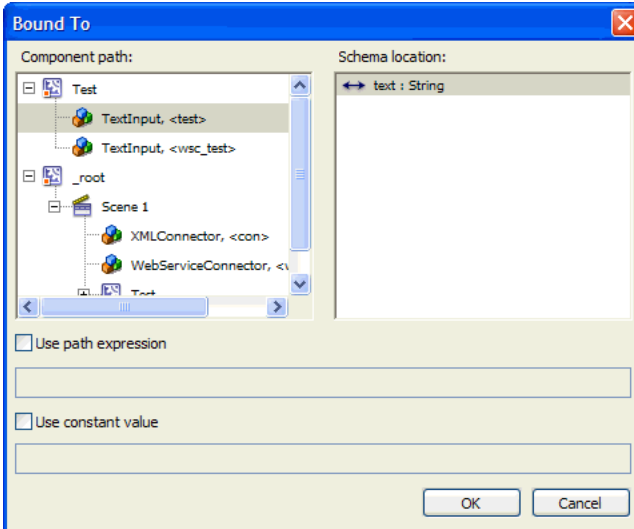 Bound To
Component path:
Schema location:
Test
TextInput, <test>
TextInput, <wsc_test>
_root
Scene 1
XMLConnector, <con>
WebServiceConnector, <
Test
text : String
Use path expression
Use constant value
OK
Cancel